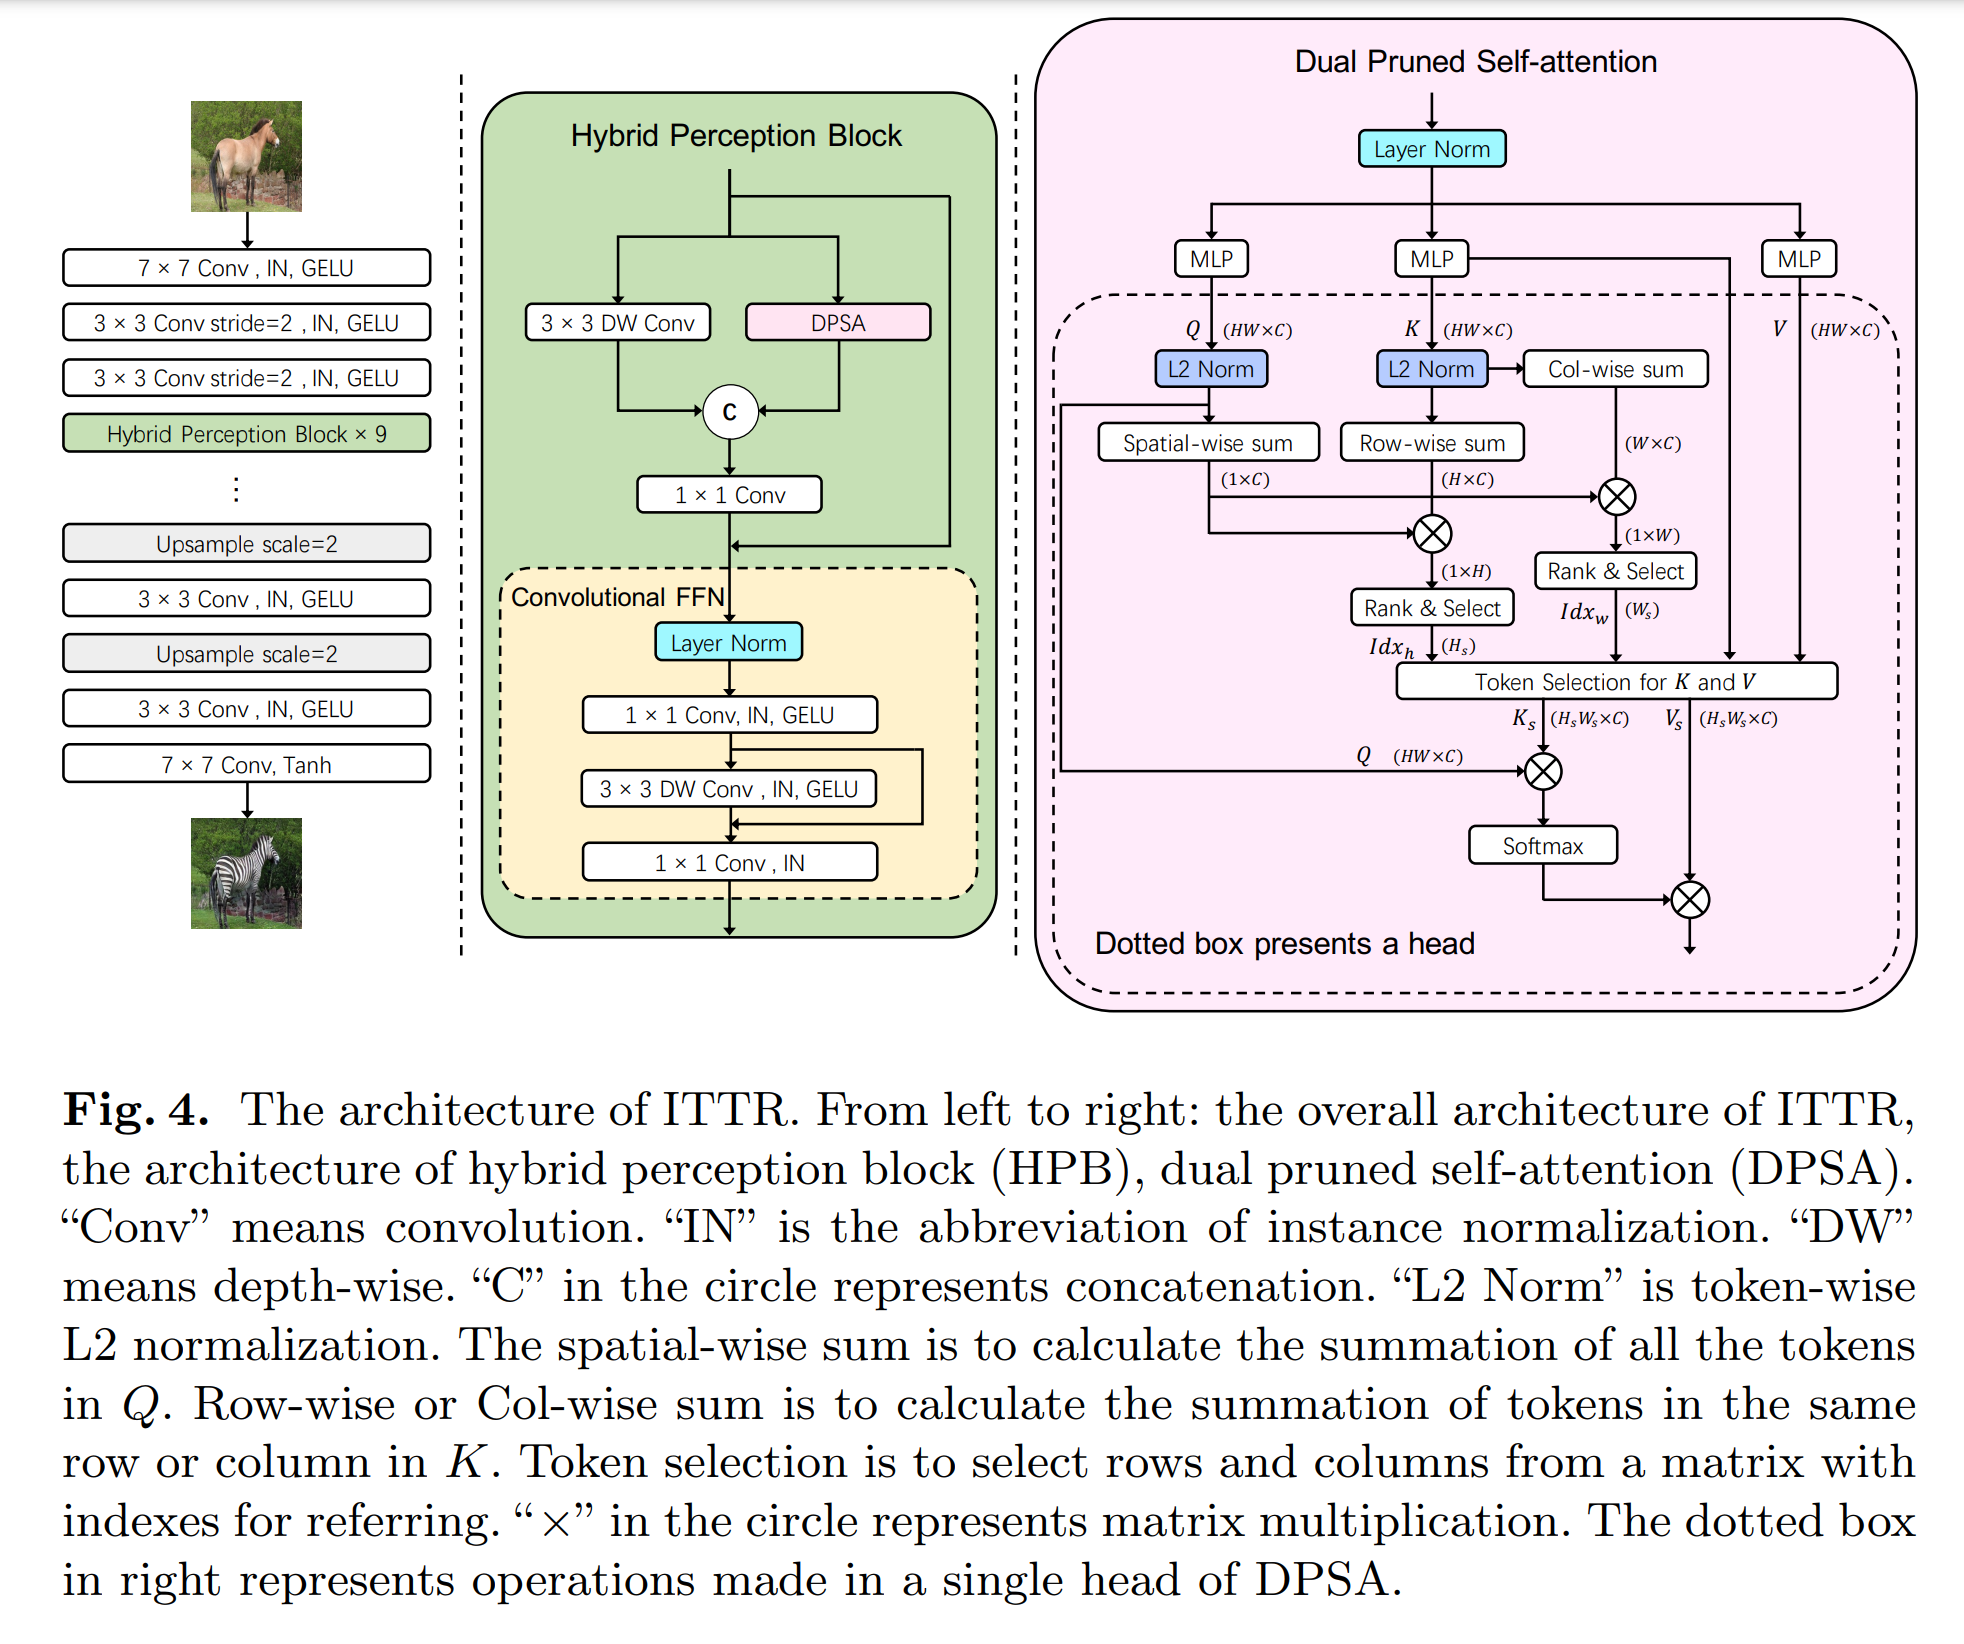 7 × 7 Conv , IN, GELU
3 × 3 Conv stride=2 , IN, GELU
3 × 3 Conv stride=2 , IN, GELU
Hybrid Perception Block × 9
⋮
Upsample scale=2
3 × 3 Conv , IN, GELU
Upsample scale=2
3 × 3 Conv , IN, GELU
7 × 7 Conv, Tanh
Hybrid Perception Block
3 × 3 DW Conv
DPSA
C
1 × 1 Conv
Convolutional FFN
Layer Norm
1 × 1 Conv, IN, GELU
3 × 3 DW Conv , IN, GELU
1 × 1 Conv , IN
Dual Pruned Self-attention
Layer Norm
MLP
MLP
MLP
Q (HW×C)
K (HW×C)
V (HW×C)
L2 Norm
L2 Norm
Col-wise sum
Spatial-wise sum
Row-wise sum
(W×C)
(1×C)
(H×C)
(1×W)
(1×H)
Rank & Select
Rank & Select
Idx_w (W_s)
Idx_h (H_s)
Token Selection for K and V
K_s (H_sW_s×C)
V_s (H_sW_s×C)
Q (HW×C)
Softmax
Dotted box presents a head
Fig. 4. The architecture of ITTR. From left to right: the overall architecture of ITTR,
the architecture of hybrid perception block (HPB), dual pruned self-attention (DPSA).
“Conv” means convolution. “IN” is the abbreviation of instance normalization. “DW”
means depth-wise. “C” in the circle represents concatenation. “L2 Norm” is token-wise
L2 normalization. The spatial-wise sum is to calculate the summation of all the tokens
in Q. Row-wise or Col-wise sum is to calculate the summation of tokens in the same
row or column in K. Token selection is to select rows and columns from a matrix with
indexes for referring. “×” in the circle represents matrix multiplication. The dotted box
in right represents operations made in a single head of DPSA.